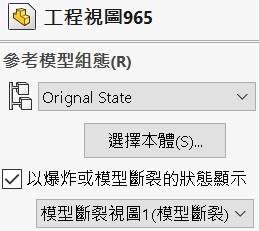 工程視圖965
參考模型組態(R)
Orignal State
選擇本體(S)...
以爆炸或模型斷裂的狀態顯示
模型斷裂視圖1(模型斷裂)